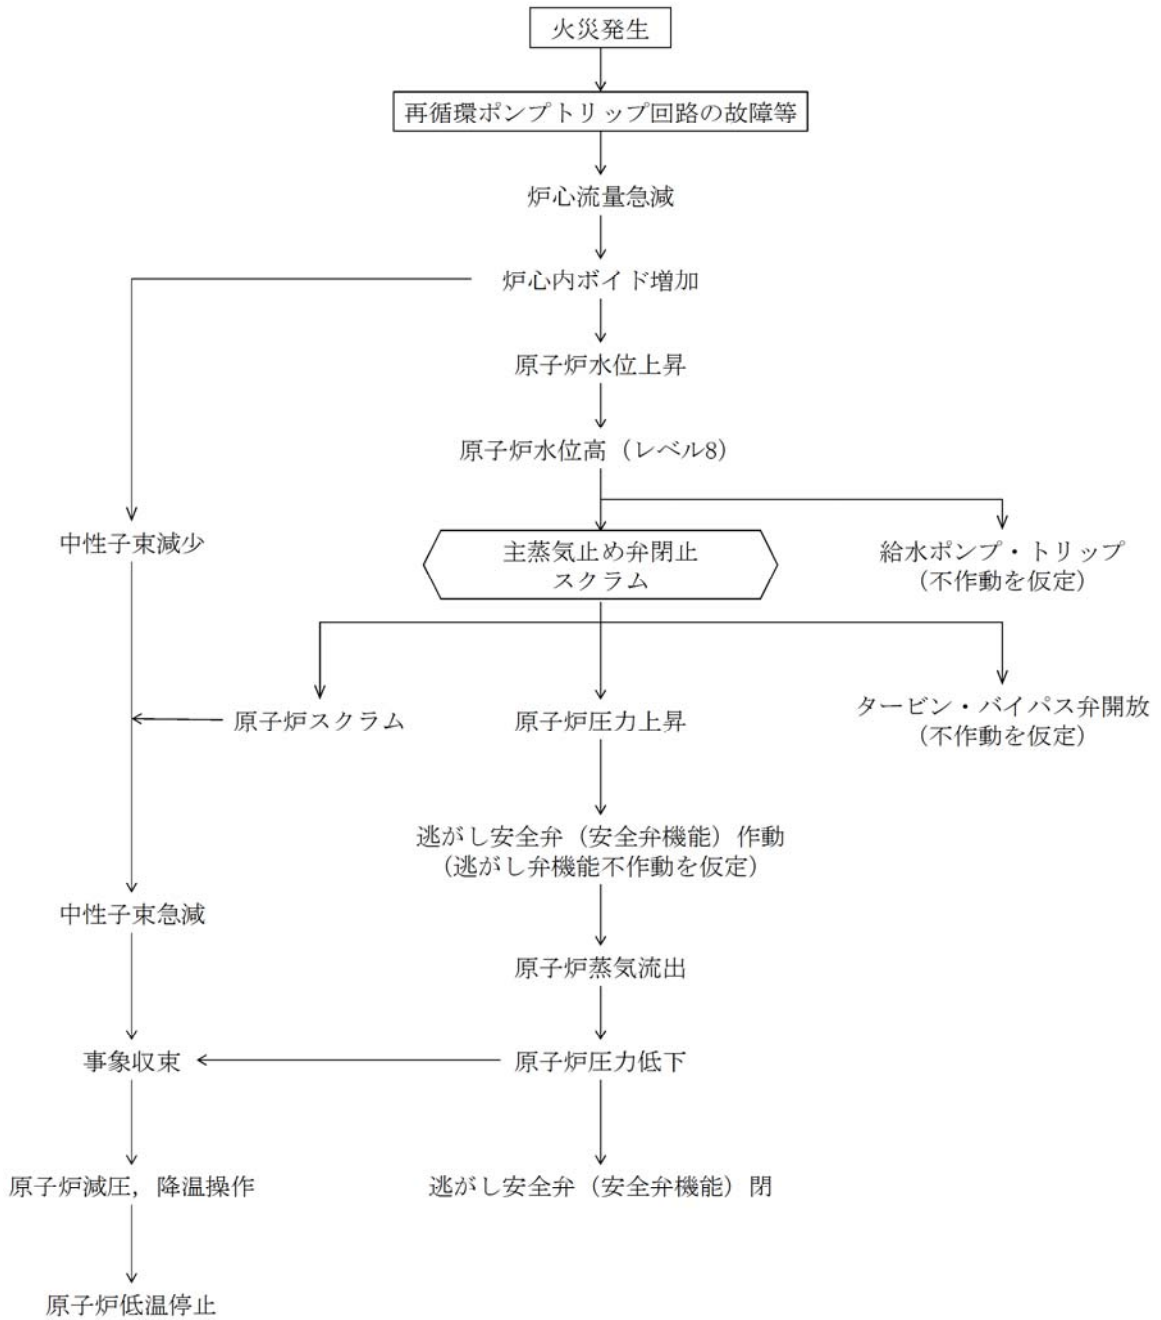 火災発生
再循環ポンプトリップ回路の故障等
炉心流量急減
炉心内ボイド増加
原子炉水位上昇
原子炉水位高（レベル8）
中性子束減少
主蒸気止め弁閉止
スクラム
給水ポンプ・トリップ
（不作動を仮定）
原子炉スクラム
原子炉圧力上昇
タービン・バイパス弁開放
（不作動を仮定）
逃がし安全弁（安全弁機能）作動
（逃がし弁機能不作動を仮定）
中性子束急減
原子炉蒸気流出
事象収束
原子炉圧力低下
原子炉減圧，降温操作
逃がし安全弁（安全弁機能）閉
原子炉低温停止